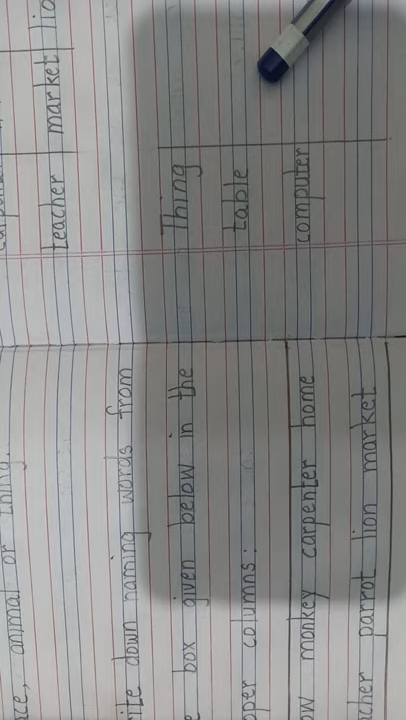 ace, animal or thing.
ite down naming words from
e box given below in the
oper columns:
ow monkey carpenter home
cher parrot lion market
teacher market lio
Thing
table
computer